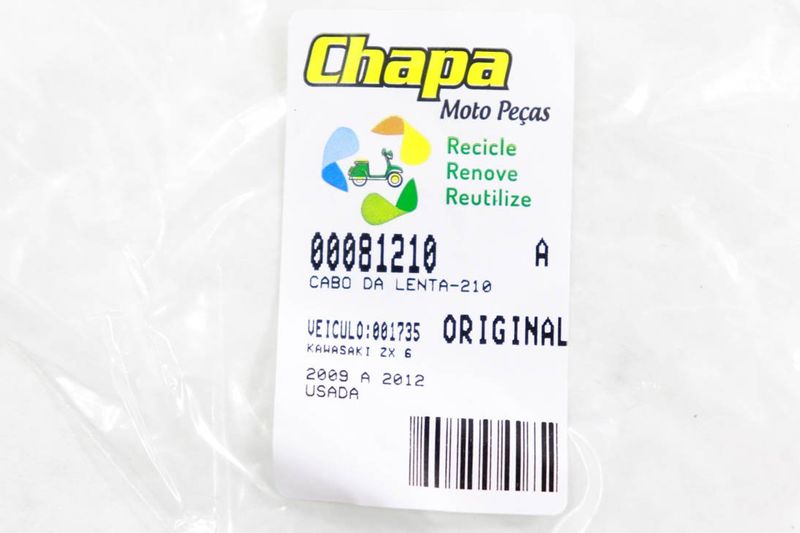 Chapa
Moto Peças
Recicle
Renove
Reutilize
00081210 A
CABO DA LENTA-210
VEICULO:001735 ORIGINAL
KAWASAKI ZX 6
2009 A 2012
USADA